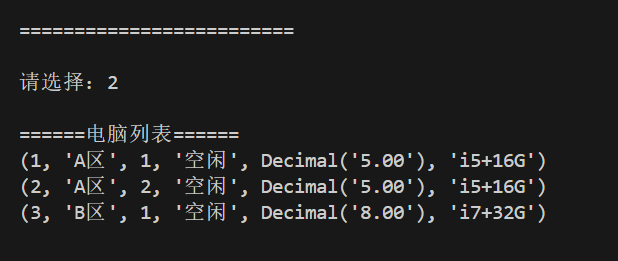 =========================
请选择：2
======电脑列表======
(1, 'A区', 1, '空闲', Decimal('5.00'), 'i5+16G')
(2, 'A区', 2, '空闲', Decimal('5.00'), 'i5+16G')
(3, 'B区', 1, '空闲', Decimal('8.00'), 'i7+32G')